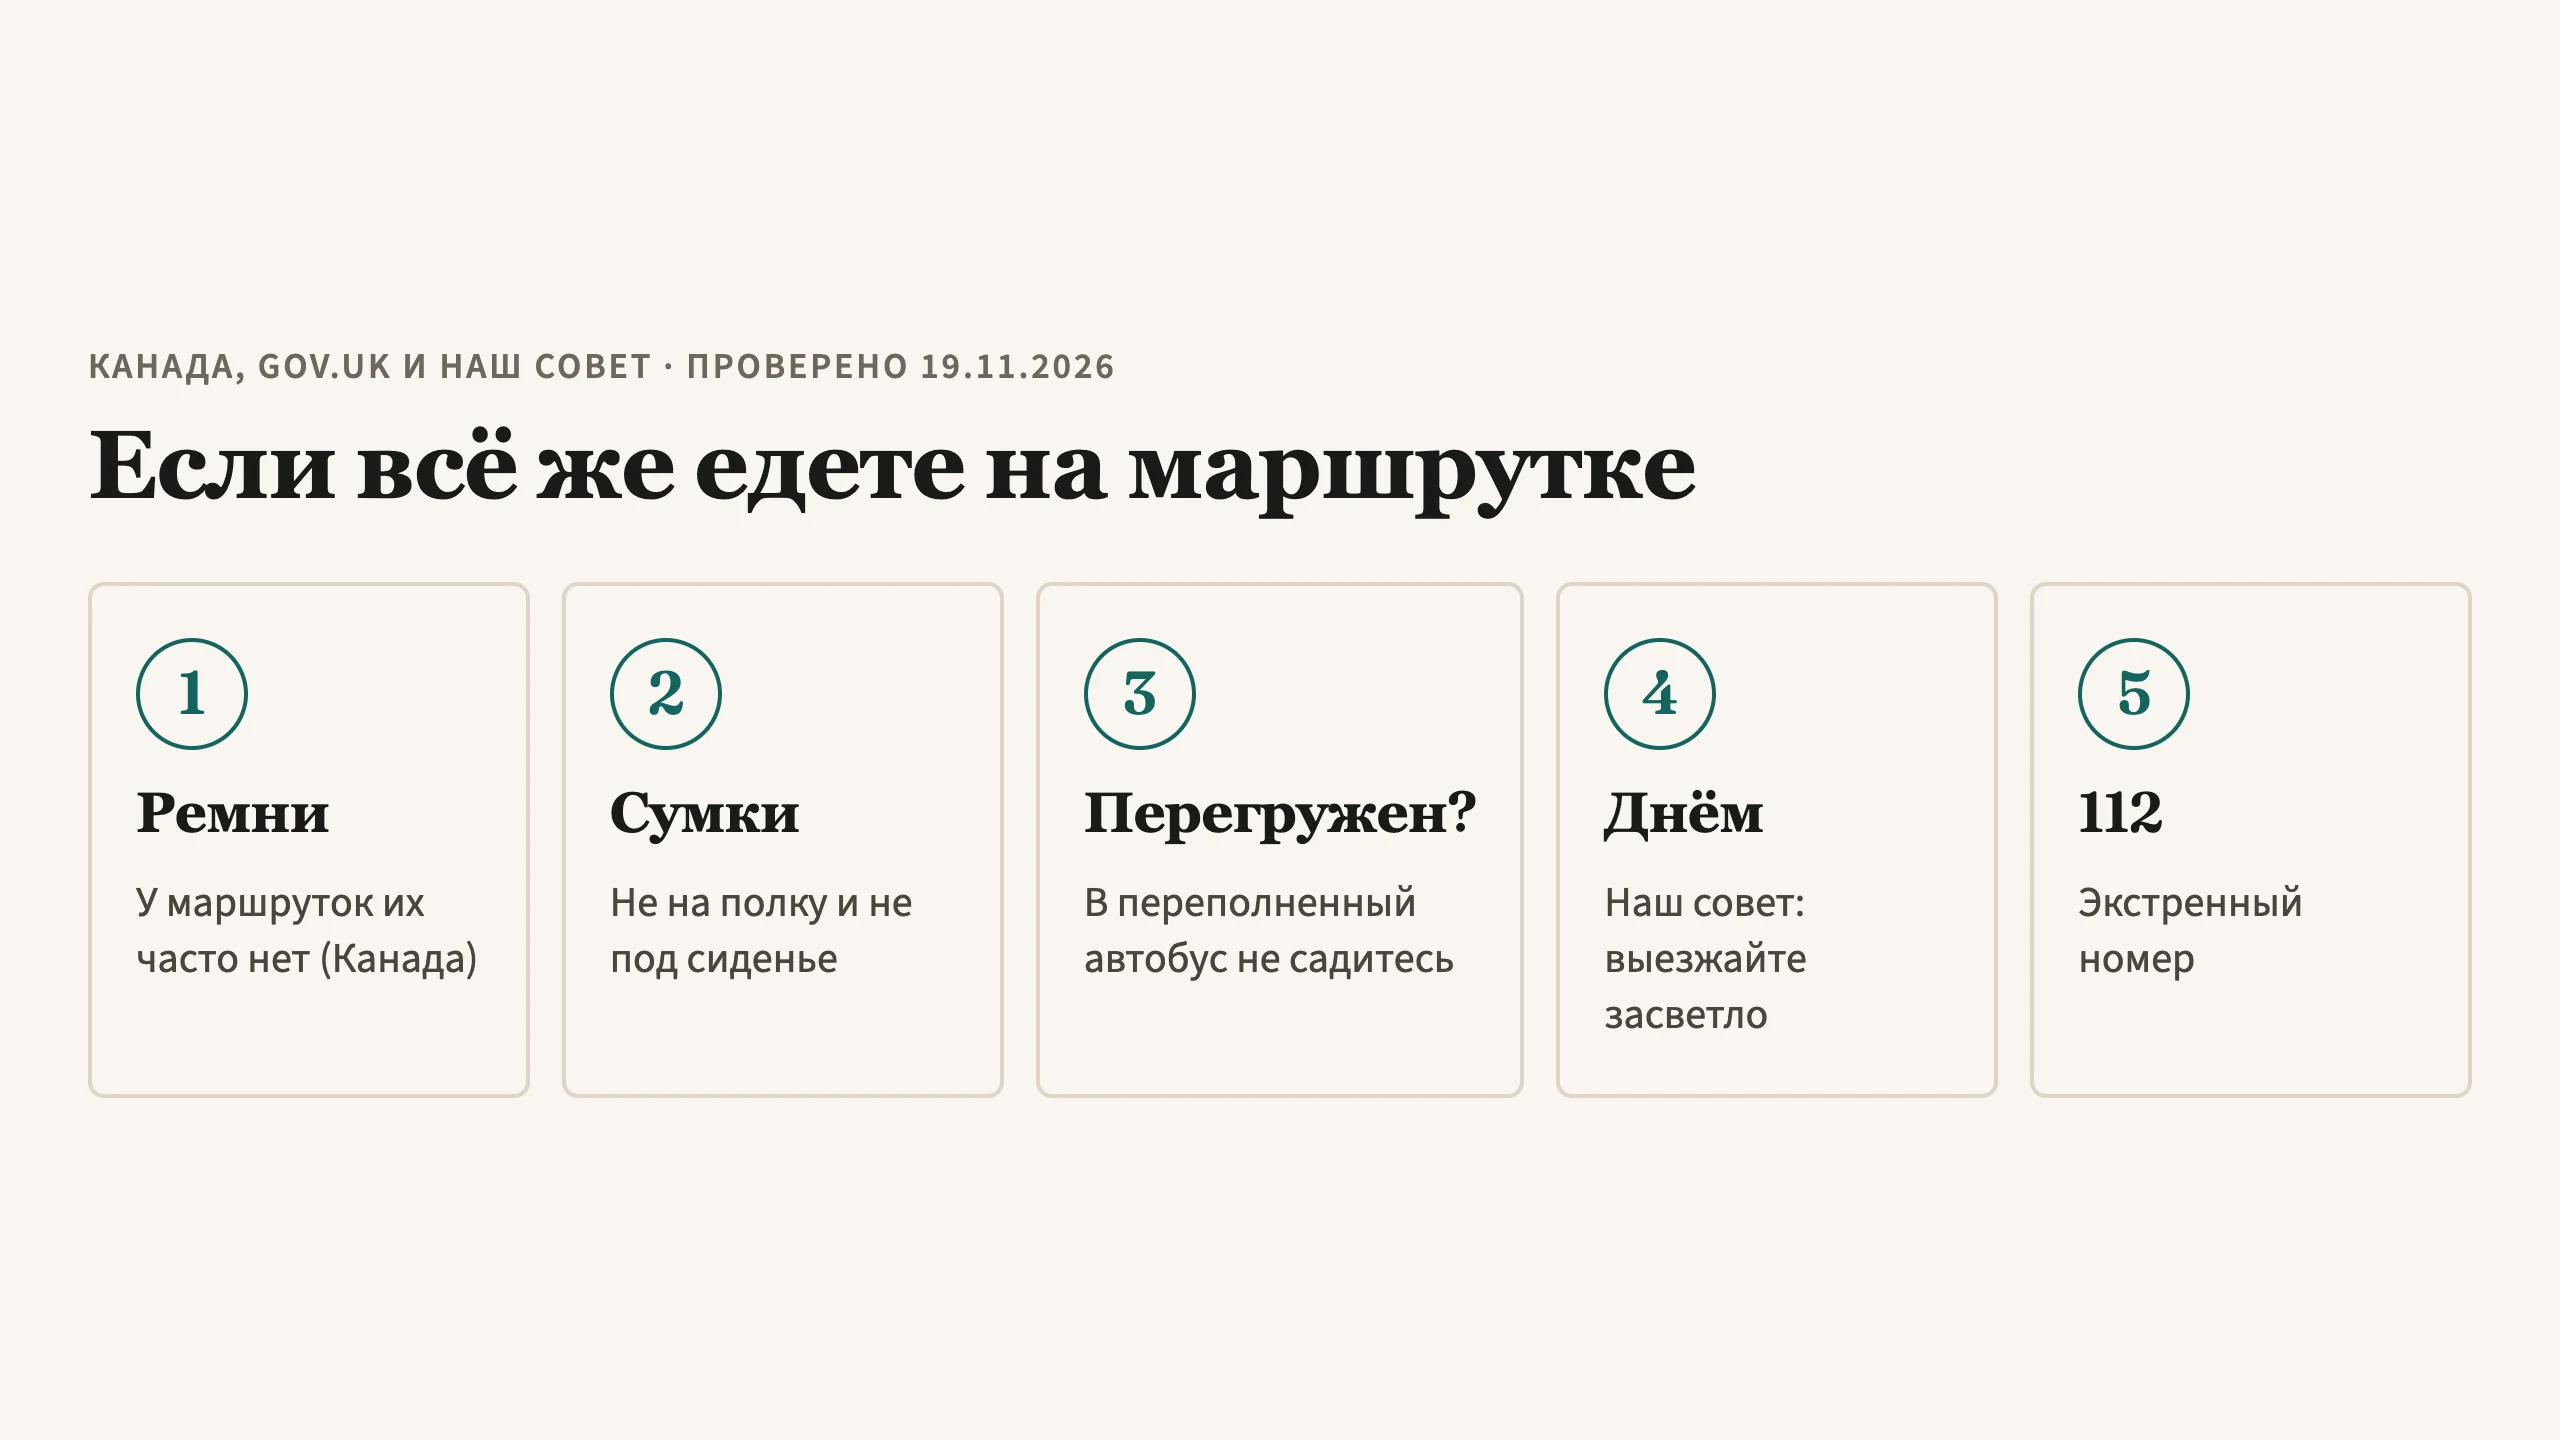 КАНАДА, GOV.UK И НАШ СОВЕТ · ПРОВЕРЕНО 19.11.2026
Если всё же едете на маршрутке
1
Ремни
У маршруток их
часто нет (Канада)
2
Сумки
Не на полку и не
под сиденье
3
Перегружен?
В переполненный
автобус не садитесь
4
Днём
Наш совет:
выезжайте
засветло
5
112
Экстренный
номер